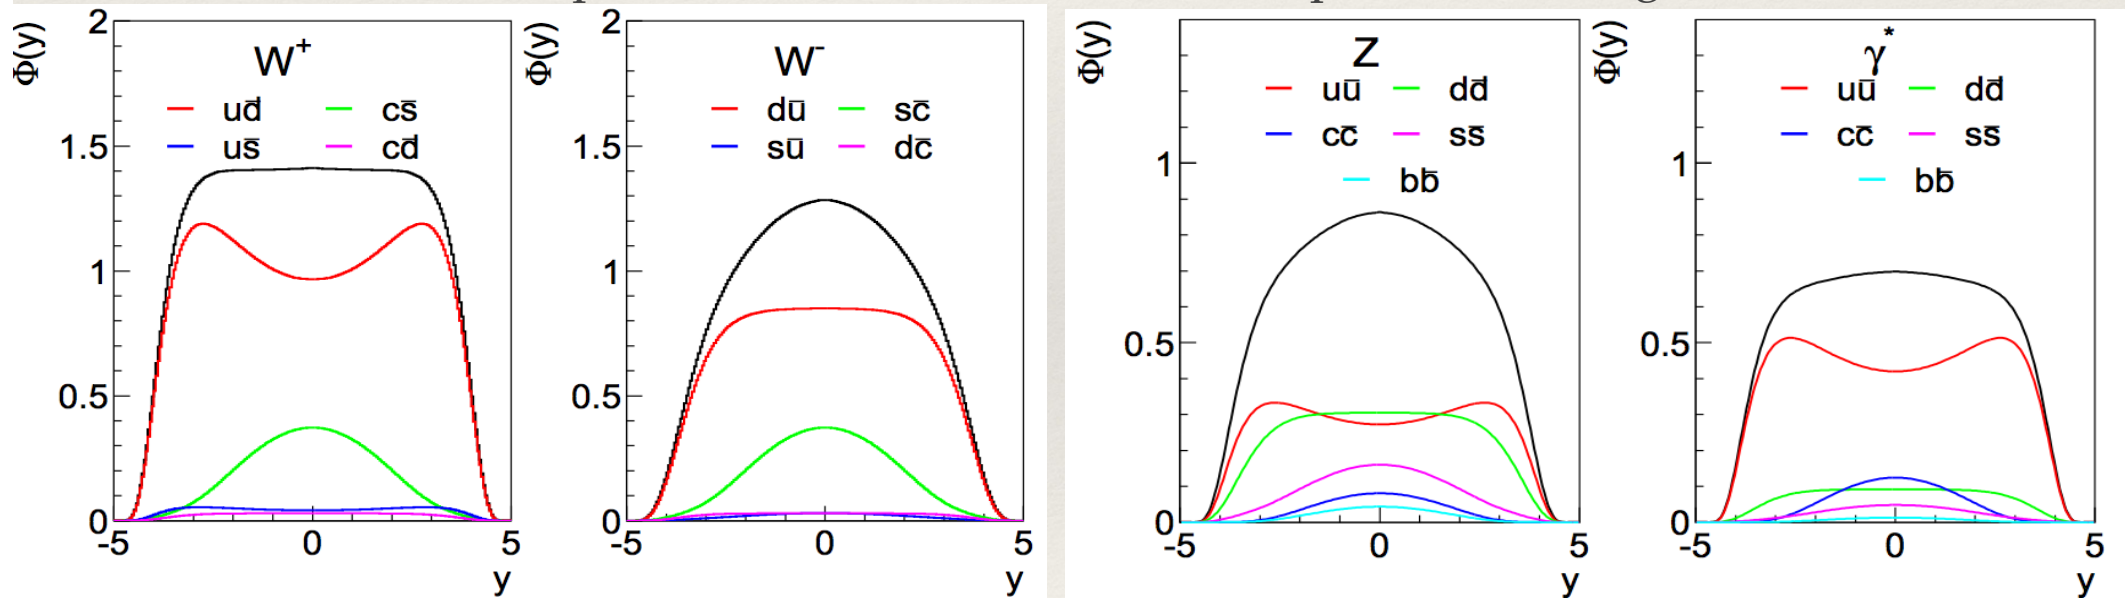 Φ(y)
2
1.5
1
0.5
0
-5 0 5
y
W⁺
ud̄ cs̄
us̄ cd̄
Φ(y)
2
1.5
1
0.5
0
-5 0 5
y
W⁻
dū sc̄
sū dc̄
Φ(y)
1
0.5
0
-5 0 5
y
Z
uū dd̄
cc̄ ss̄
bb̄
Φ(y)
1
0.5
0
-5 0 5
y
γ*
uū dd̄
cc̄ ss̄
bb̄